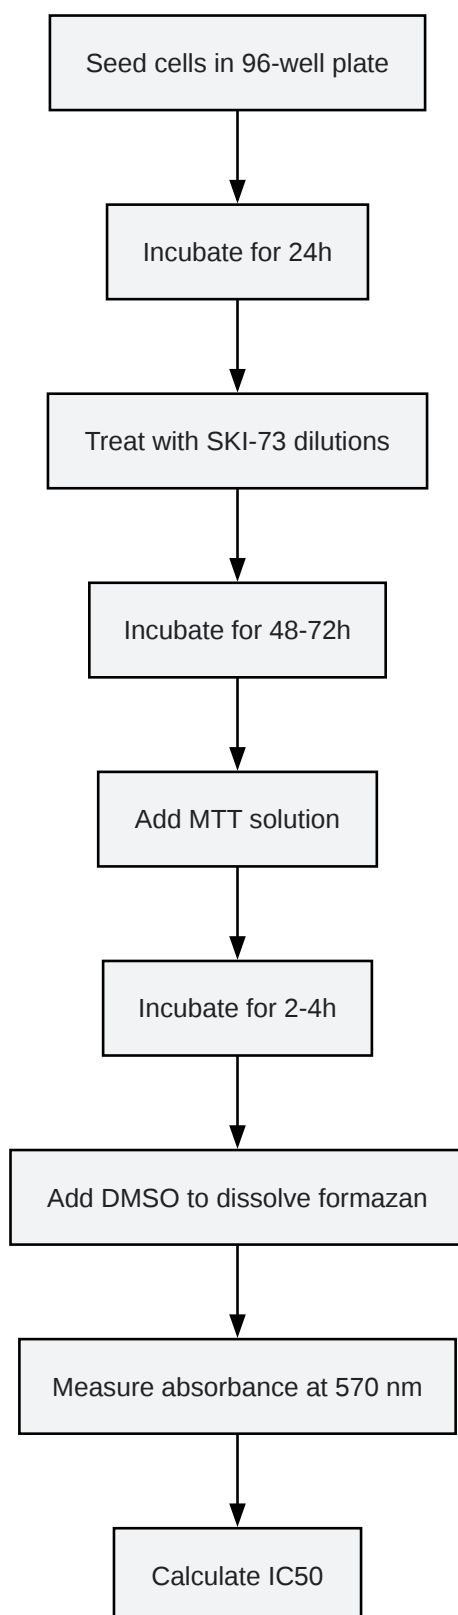 Seed cells in 96-well plate
Incubate for 24h
Treat with SKI-73 dilutions
Incubate for 48-72h
Add MTT solution
Incubate for 2-4h
Add DMSO to dissolve formazan
Measure absorbance at 570 nm
Calculate IC50